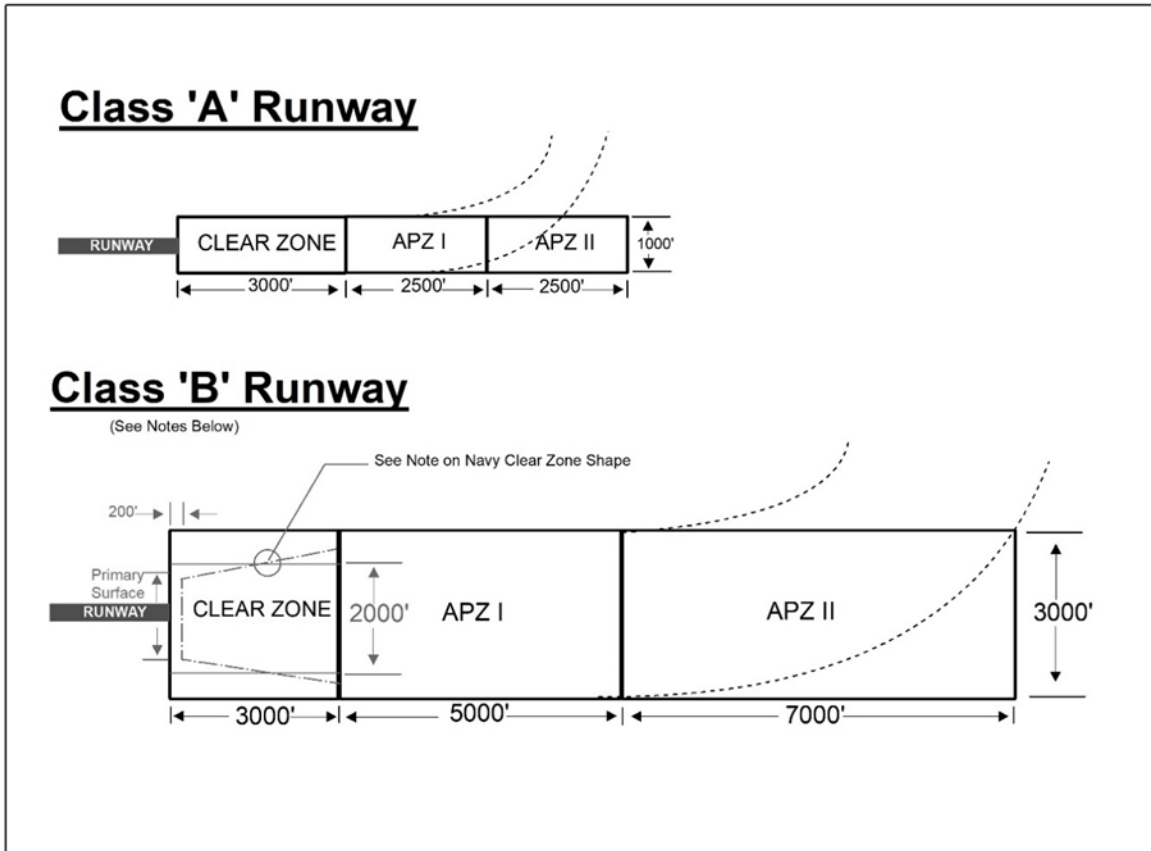 Class 'A' Runway
RUNWAY
CLEAR ZONE
APZ I
APZ II
1000'
3000'
2500'
2500'
Class 'B' Runway
(See Notes Below)
See Note on Navy Clear Zone Shape
200'
Primary
Surface
RUNWAY
CLEAR ZONE
2000'
APZ I
APZ II
3000'
3000'
5000'
7000'